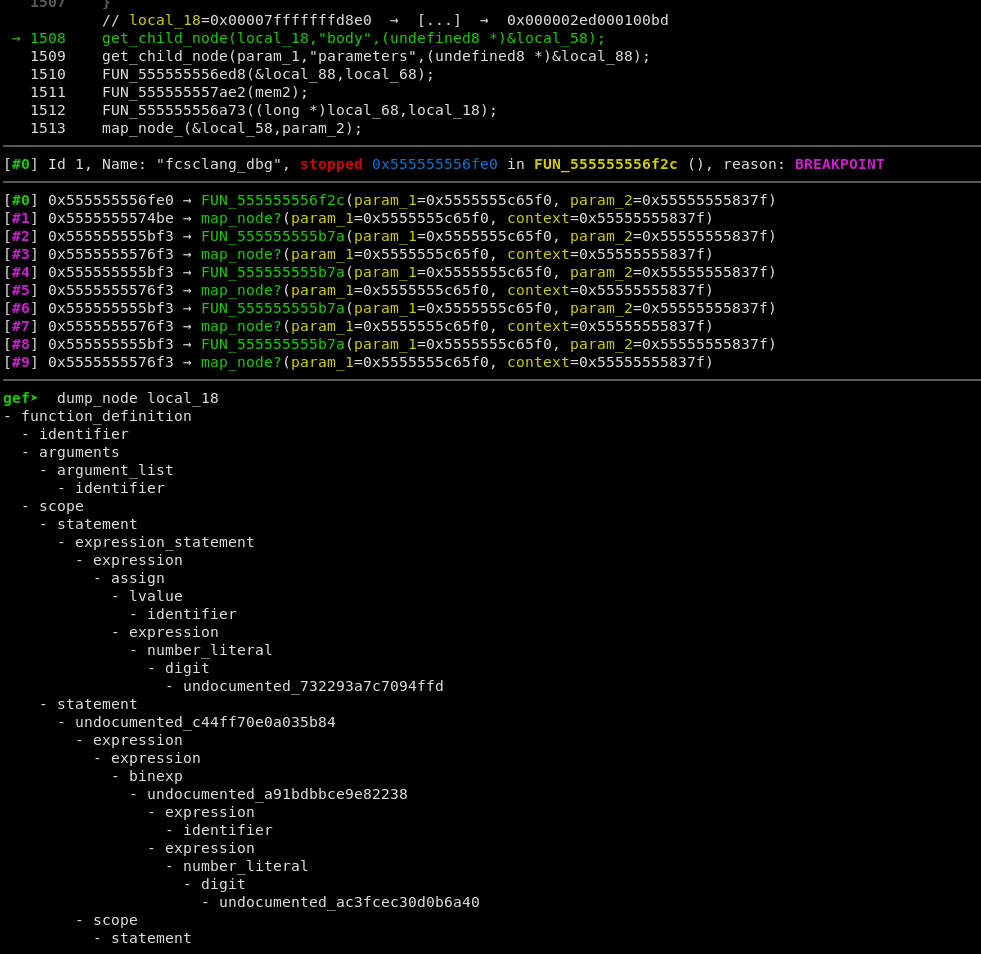 1507    }
        // local_18=0x00007fffffffd8e0  →  [...]  →  0x000002ed000100bd
→ 1508    get_child_node(local_18,"body",(undefined8 *)&local_58);
1509    get_child_node(param_1,"parameters",(undefined8 *)&local_88);
1510    FUN_555555556ed8(&local_88,local_68);
1511    FUN_555555557ae2(mem2);
1512    FUN_555555556a73((long *)local_68,local_18);
1513    map_node_(&local_58,param_2);
[#0] Id 1, Name: "fcsclang_dbg", stopped 0x555555556fe0 in FUN_555555556f2c (), reason: BREAKPOINT
[#0] 0x555555556fe0 → FUN_555555556f2c(param_1=0x5555555c65f0, param_2=0x55555555837f)
[#1] 0x5555555574be → map_node?(param_1=0x5555555c65f0, context=0x55555555837f)
[#2] 0x555555555bf3 → FUN_555555555b7a(param_1=0x5555555c65f0, param_2=0x55555555837f)
[#3] 0x5555555576f3 → map_node?(param_1=0x5555555c65f0, context=0x55555555837f)
[#4] 0x555555555bf3 → FUN_555555555b7a(param_1=0x5555555c65f0, param_2=0x55555555837f)
[#5] 0x5555555576f3 → map_node?(param_1=0x5555555c65f0, context=0x55555555837f)
[#6] 0x555555555bf3 → FUN_555555555b7a(param_1=0x5555555c65f0, param_2=0x55555555837f)
[#7] 0x5555555576f3 → map_node?(param_1=0x5555555c65f0, context=0x55555555837f)
[#8] 0x555555555bf3 → FUN_555555555b7a(param_1=0x5555555c65f0, param_2=0x55555555837f)
[#9] 0x5555555576f3 → map_node?(param_1=0x5555555c65f0, context=0x55555555837f)
gef➤  dump_node local_18
- function_definition
  - identifier
  - arguments
    - argument_list
      - identifier
  - scope
    - statement
      - expression_statement
        - expression
          - assign
            - lvalue
              - identifier
            - expression
              - number_literal
                - digit
                  - undocumented_732293a7c7094ffd
    - statement
      - undocumented_c44ff70e0a035b84
        - expression
          - expression
            - binexp
              - undocumented_a91bdbbce9e82238
                - expression
                  - identifier
                - expression
                  - number_literal
                    - digit
                      - undocumented_ac3fcec30d0b6a40
        - scope
          - statement